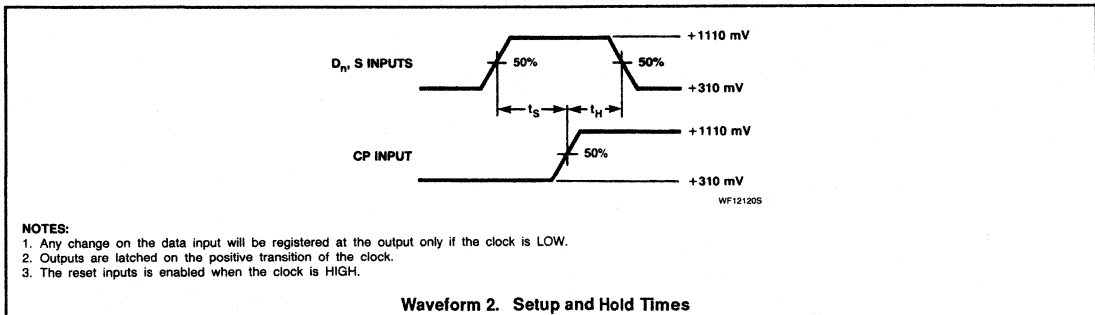 +1110 mV
Dn, S INPUTS
50%
50%
+310 mV
tS
tH
+1110 mV
CP INPUT
50%
+310 mV
WF12120S
NOTES:
1. Any change on the data input will be registered at the output only if the clock is LOW.
2. Outputs are latched on the positive transition of the clock.
3. The reset inputs is enabled when the clock is HIGH.
Waveform 2. Setup and Hold Times